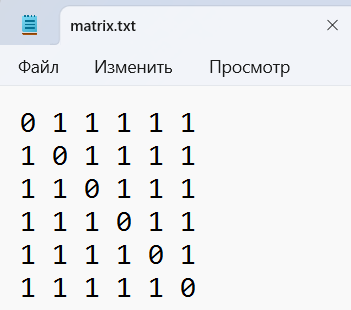 matrix.txt
Файл Изменить Просмотр
0 1 1 1 1 1
1 0 1 1 1 1
1 1 0 1 1 1
1 1 1 0 1 1
1 1 1 1 0 1
1 1 1 1 1 0